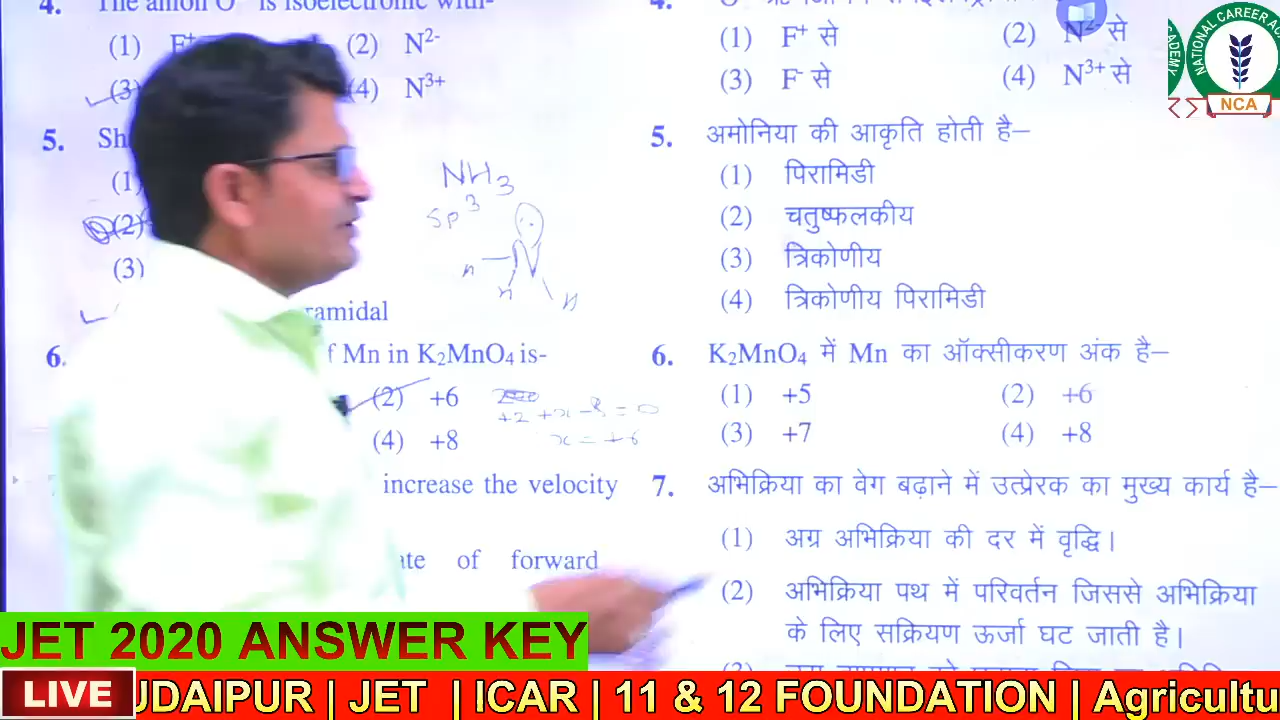 4. The anion O is isoelectronic with-
(1) F+ (2) N2-
(3) (4) N3+
5. Sh
(1)
(2)
(3)
ramidal
NH3
Sp3
N
H H H
6. f Mn in K2MnO4 is-
(2) +6
(4) +8
+2 +x -8 = 0
x = +6
increase the velocity
ate of forward
4.
(1) F+ से (2) N2- से
(3) F- से (4) N3+ से
5. अमोनिया की आकृति होती है–
(1) पिरामिडी
(2) चतुष्फलकीय
(3) त्रिकोणीय
(4) त्रिकोणीय पिरामिडी
6. K2MnO4 में Mn का ऑक्सीकरण अंक है–
(1) +5 (2) +6
(3) +7 (4) +8
7. अभिक्रिया का वेग बढ़ाने में उत्प्रेरक का मुख्य कार्य है–
(1) अग्र अभिक्रिया की दर में वृद्धि।
(2) अभिक्रिया पथ में परिवर्तन जिससे अभिक्रिया
के लिए सक्रियण ऊर्जा घट जाती है।
(3)
NATIONAL CAREER AC
ACADEMY
NCA
JET 2020 ANSWER KEY
LIVE UDAIPUR | JET | ICAR | 11 & 12 FOUNDATION | Agricultu